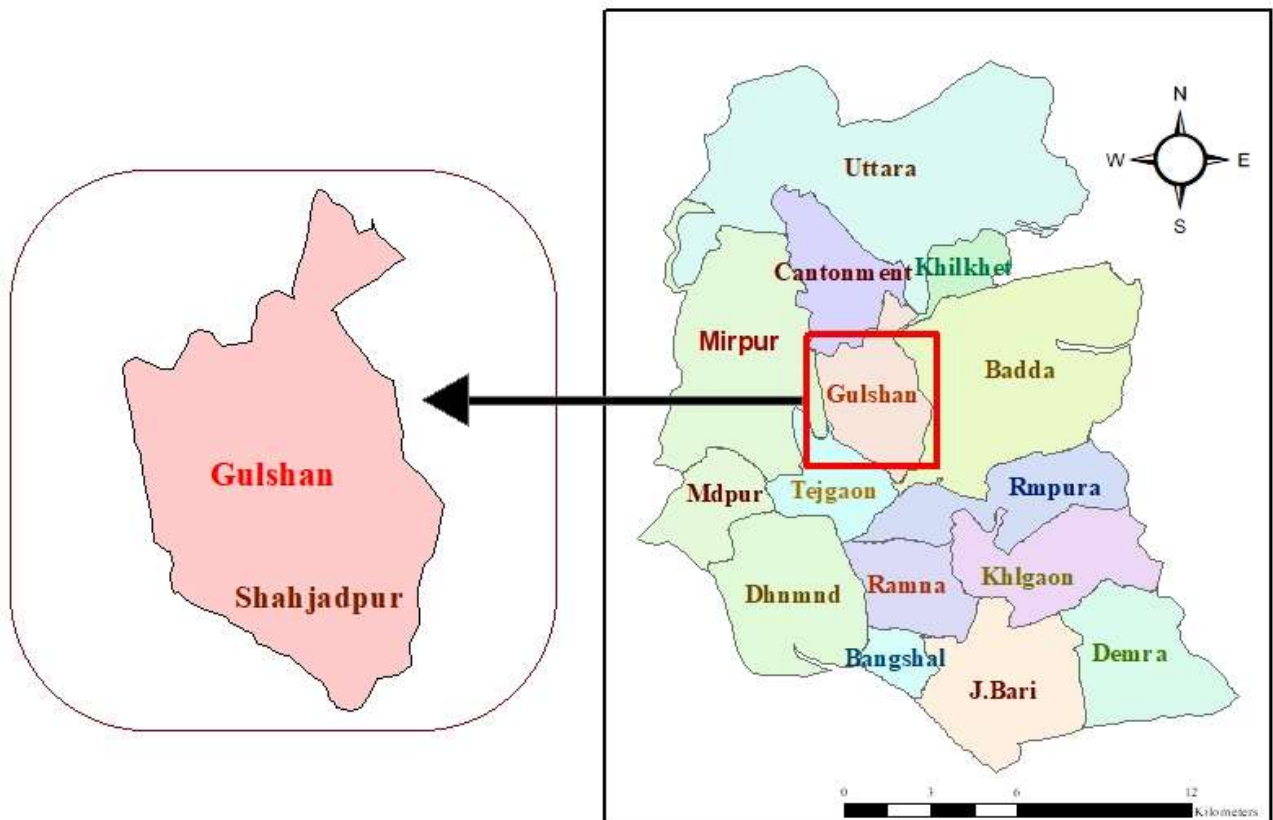 N
W E
S
Uttara
Cantonment
Khilkhet
Mirpur
Badda
Gulshan
Gulshan
Mdpur
Tejgaon
Rmpura
Shahjadpur
Dhnmnd
Ramna
Khlgaon
Bangshal
J.Bari
Demra
0 3 6 12
Kilometers